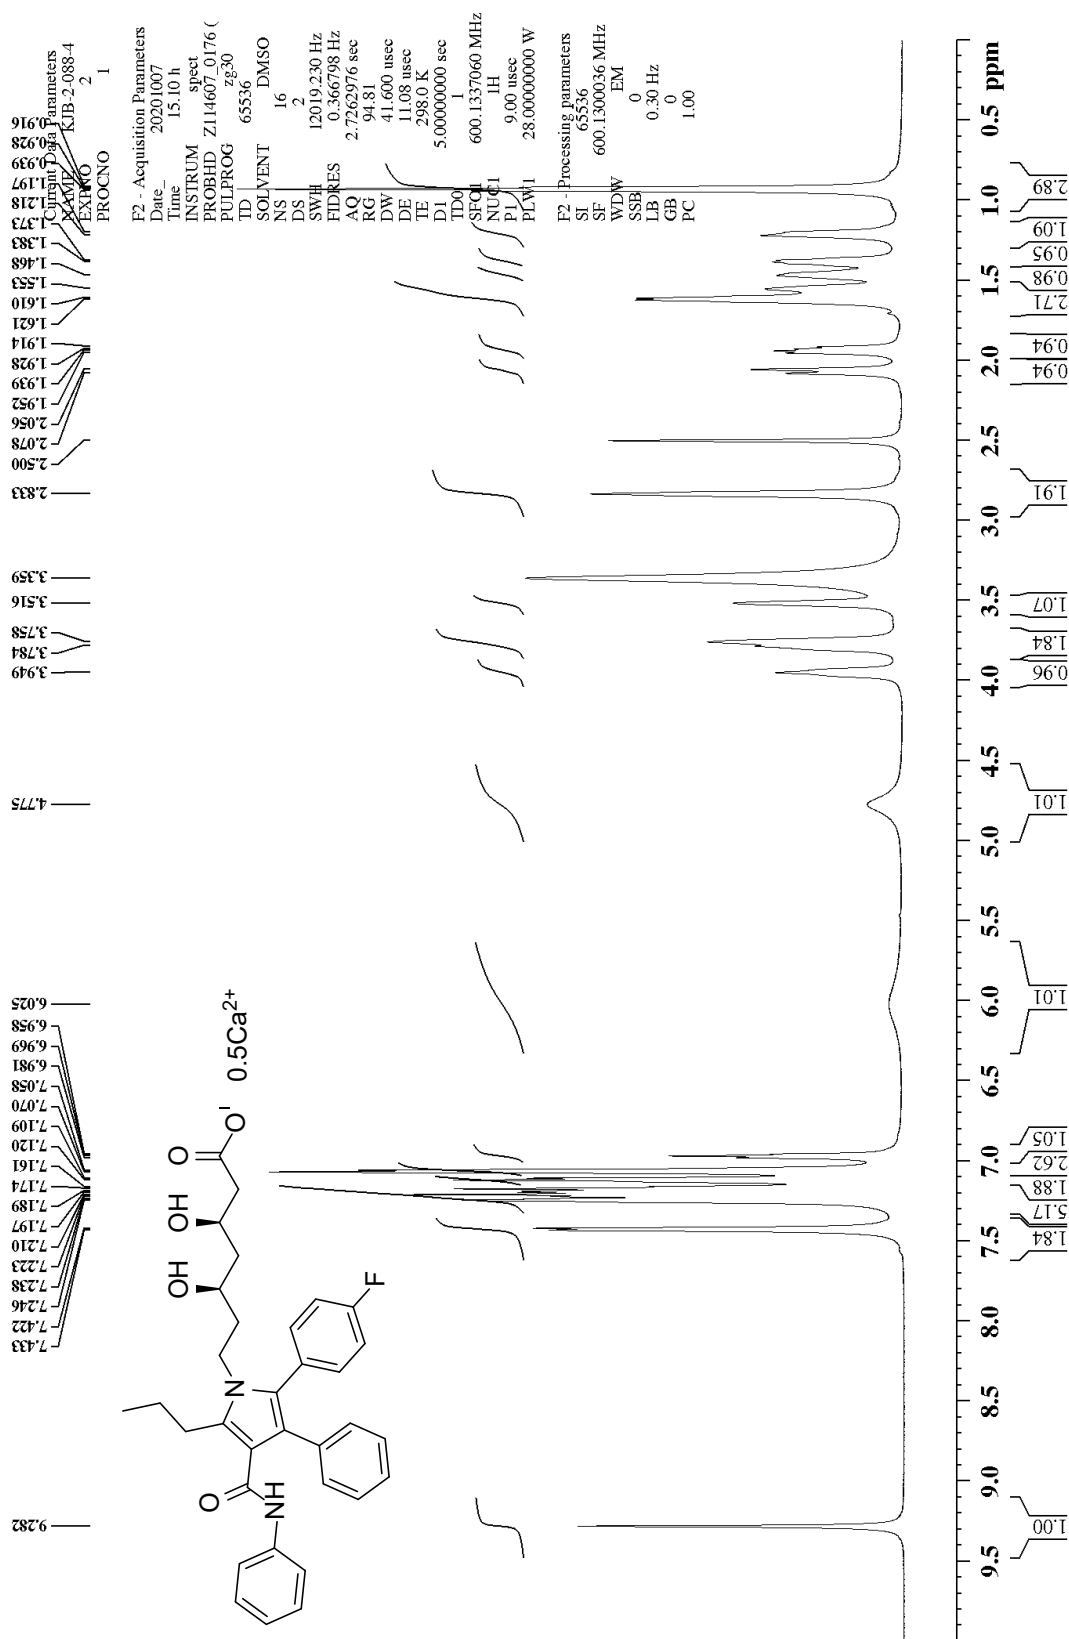 9.282
7.433
7.422
7.246
7.238
7.223
7.210
7.197
7.189
7.174
7.161
7.120
7.109
7.070
7.058
6.981
6.969
6.958
6.025
4.775
3.949
3.784
3.758
3.516
3.359
2.833
2.500
2.078
2.056
1.952
1.939
1.928
1.914
1.621
1.610
1.553
1.468
1.383
1.373
1.218
1.197
0.939
0.928
0.916
Current Data Parameters
NAME KJB-2-088-4
EXPNO 2
PROCNO 1
F2 - Acquisition Parameters
Date_ 20201007
Time 15.10 h
INSTRUM spect
PROBHD Z114607_0176 (
PULPROG zg30
TD 65536
SOLVENT DMSO
NS 16
DS 2
SWH 12019.230 Hz
FIDRES 0.366798 Hz
AQ 2.7262976 sec
RG 94.81
DW 41.600 usec
DE 11.08 usec
TE 298.0 K
D1 5.00000000 sec
TD0 1
SFO1 600.1337060 MHz
NUC1 1H
P1 9.00 usec
PLW1 28.00000000 W
F2 - Processing parameters
SI 65536
SF 600.1300036 MHz
WDW EM
SSB 0
LB 0.30 Hz
GB 0
PC 1.00
OH OH O
O-
0.5Ca2+
N
F
O
NH
9.5 9.0 8.5 8.0 7.5 7.0 6.5 6.0 5.5 5.0 4.5 4.0 3.5 3.0 2.5 2.0 1.5 1.0 0.5 ppm
1.00
1.84
5.17
1.88
2.62
1.05
1.01
1.01
0.96
1.84
1.07
1.91
0.94
0.94
2.71
0.98
0.95
1.09
2.89